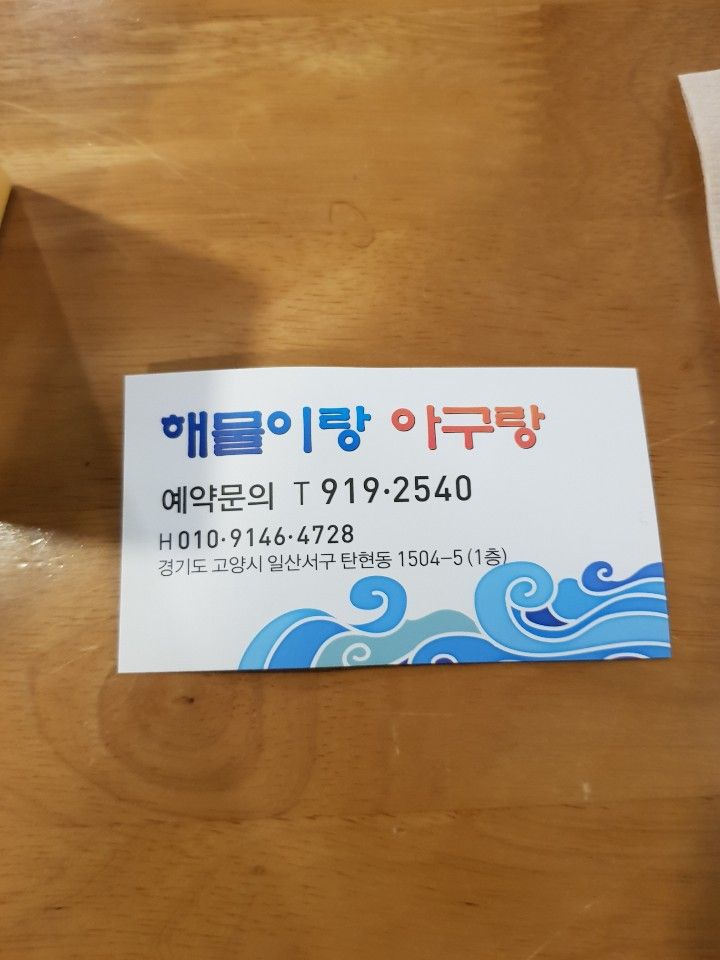 해물이랑 아구랑
예약문의 T 919·2540
H 010·9146·4728
경기도 고양시 일산서구 탄현동 1504-5 (1층)